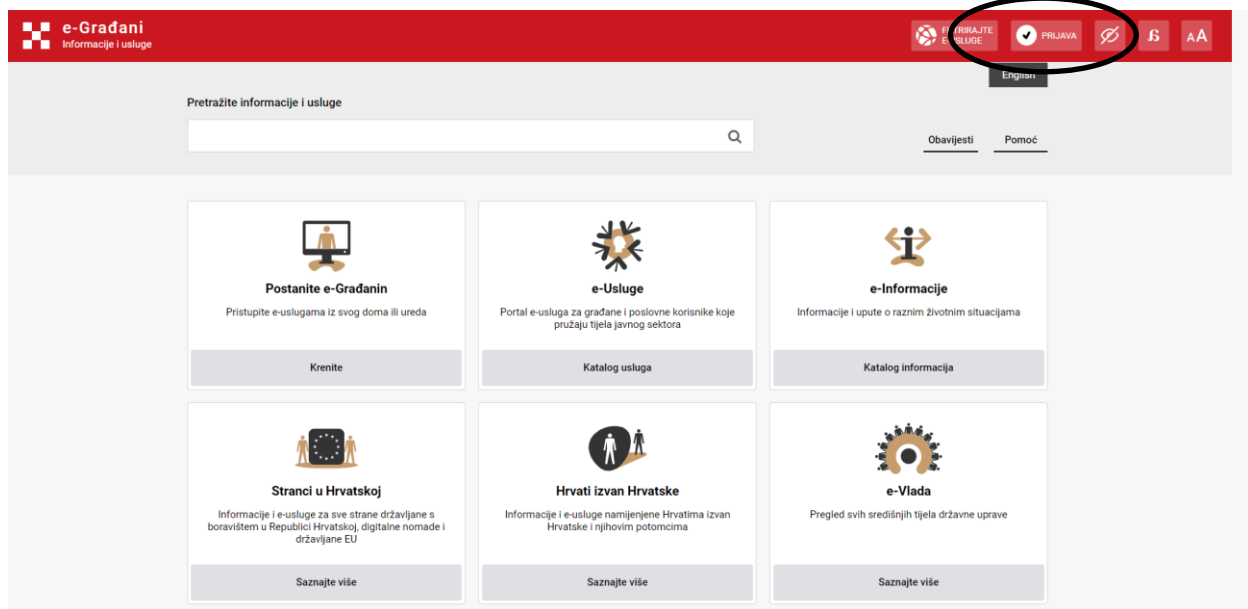 e-Građani
Informacije i usluge
FILTRIRAJTE
E-USLUGE
PRIJAVA
AA
English
Pretražite informacije i usluge
Obavijesti
Pomoć
Postanite e-Građanin
Pristupite e-uslugama iz svog doma ili ureda
Krenite
e-Usluge
Portal e-usluga za građane i poslovne korisnike koje
pružaju tijela javnog sektora
Katalog usluga
e-Informacije
Informacije i upute o raznim životnim situacijama
Katalog informacija
Stranci u Hrvatskoj
Informacije i e-usluge za sve strane državljane s
boravištem u Republici Hrvatskoj, digitalne nomade i
državljane EU
Saznajte više
Hrvati izvan Hrvatske
Informacije i e-usluge namijenjene Hrvatima izvan
Hrvatske i njihovim potomcima
Saznajte više
e-Vlada
Pregled svih središnjih tijela državne uprave
Saznajte više